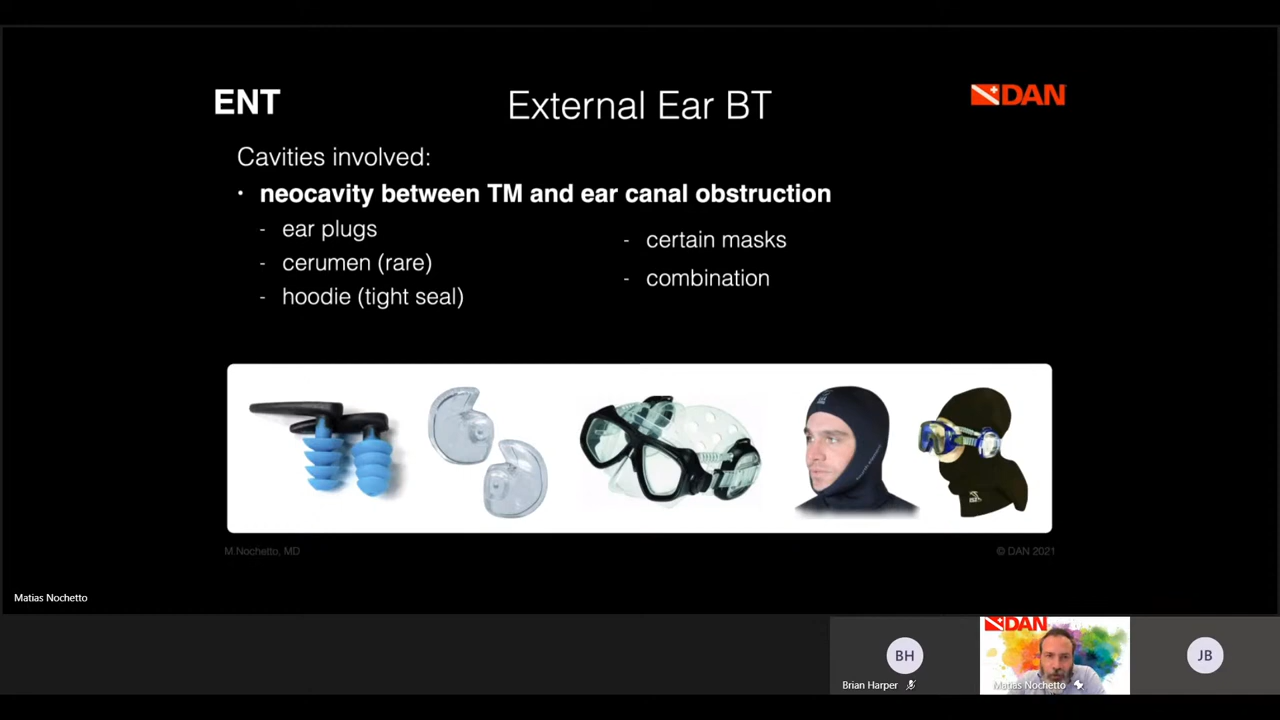 ENT
External Ear BT
DAN
Cavities involved:
• neocavity between TM and ear canal obstruction
- ear plugs
- cerumen (rare)
- hoodie (tight seal)
- certain masks
- combination
M.Nochetto, MD
© DAN 2021
Matias Nochetto
BH
Brian Harper
DAN
Matias Nochetto
JB